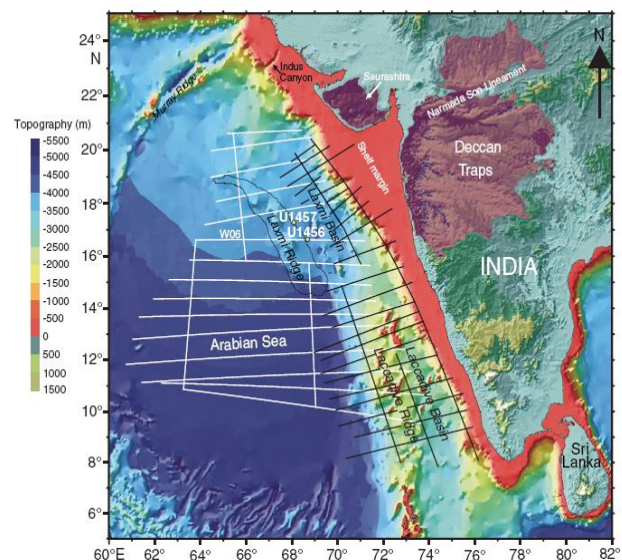 24°
N
22°
20°
18°
16°
14°
12°
10°
8°
6°
60°E
62°
64°
66°
68°
70°
72°
74°
76°
78°
80°
82°
Topography (m)
-5500
-5000
-4500
-4000
-3500
-3000
-2500
-2000
-1500
-1000
-500
0
500
1000
1500
N
Murray Ridge
Indus
Canyon
Saurashtra
Narmada Son Lineament
Deccan
Traps
Shelf margin
U1457
U1456
Laxmi Basin
Laxmi Ridge
W06
INDIA
Arabian Sea
Laccadive Ridge
Laccadive Basin
Sri
Lanka